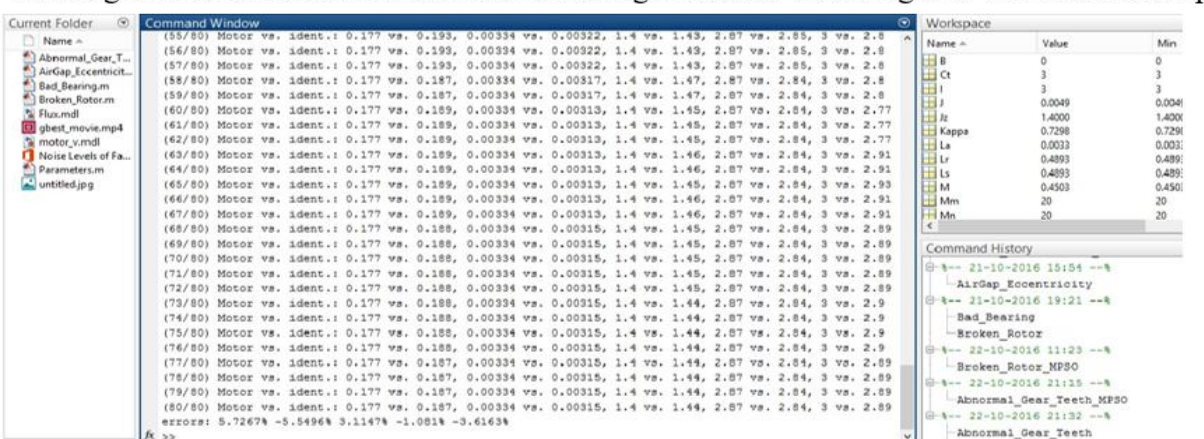 Current Folder
Name
Abnormal_Gear_T...
AirGap_Eccentricit...
Bad_Bearing.m
Broken_Rotor.m
Flux.mdl
gbest_movie.mp4
motor_v.mdl
Noise Levels of Fa...
Parameters.m
untitled.jpg
Command Window
(55/80) Motor vs. ident.: 0.177 vs. 0.193, 0.00334 vs. 0.00322, 1.4 vs. 1.43, 2.87 vs. 2.85, 3 vs. 2.8
(56/80) Motor vs. ident.: 0.177 vs. 0.193, 0.00334 vs. 0.00322, 1.4 vs. 1.43, 2.87 vs. 2.85, 3 vs. 2.8
(57/80) Motor vs. ident.: 0.177 vs. 0.193, 0.00334 vs. 0.00322, 1.4 vs. 1.43, 2.87 vs. 2.85, 3 vs. 2.8
(58/80) Motor vs. ident.: 0.177 vs. 0.187, 0.00334 vs. 0.00317, 1.4 vs. 1.47, 2.87 vs. 2.84, 3 vs. 2.8
(59/80) Motor vs. ident.: 0.177 vs. 0.187, 0.00334 vs. 0.00317, 1.4 vs. 1.47, 2.87 vs. 2.84, 3 vs. 2.8
(60/80) Motor vs. ident.: 0.177 vs. 0.189, 0.00334 vs. 0.00313, 1.4 vs. 1.45, 2.87 vs. 2.84, 3 vs. 2.77
(61/80) Motor vs. ident.: 0.177 vs. 0.189, 0.00334 vs. 0.00313, 1.4 vs. 1.45, 2.87 vs. 2.84, 3 vs. 2.77
(62/80) Motor vs. ident.: 0.177 vs. 0.189, 0.00334 vs. 0.00313, 1.4 vs. 1.45, 2.87 vs. 2.84, 3 vs. 2.77
(63/80) Motor vs. ident.: 0.177 vs. 0.189, 0.00334 vs. 0.00313, 1.4 vs. 1.46, 2.87 vs. 2.84, 3 vs. 2.91
(64/80) Motor vs. ident.: 0.177 vs. 0.189, 0.00334 vs. 0.00313, 1.4 vs. 1.46, 2.87 vs. 2.84, 3 vs. 2.91
(65/80) Motor vs. ident.: 0.177 vs. 0.189, 0.00334 vs. 0.00313, 1.4 vs. 1.45, 2.87 vs. 2.84, 3 vs. 2.93
(66/80) Motor vs. ident.: 0.177 vs. 0.189, 0.00334 vs. 0.00313, 1.4 vs. 1.46, 2.87 vs. 2.84, 3 vs. 2.91
(67/80) Motor vs. ident.: 0.177 vs. 0.189, 0.00334 vs. 0.00313, 1.4 vs. 1.46, 2.87 vs. 2.84, 3 vs. 2.91
(68/80) Motor vs. ident.: 0.177 vs. 0.188, 0.00334 vs. 0.00315, 1.4 vs. 1.45, 2.87 vs. 2.84, 3 vs. 2.89
(69/80) Motor vs. ident.: 0.177 vs. 0.188, 0.00334 vs. 0.00315, 1.4 vs. 1.45, 2.87 vs. 2.84, 3 vs. 2.89
(70/80) Motor vs. ident.: 0.177 vs. 0.188, 0.00334 vs. 0.00315, 1.4 vs. 1.45, 2.87 vs. 2.84, 3 vs. 2.89
(71/80) Motor vs. ident.: 0.177 vs. 0.188, 0.00334 vs. 0.00315, 1.4 vs. 1.45, 2.87 vs. 2.84, 3 vs. 2.89
(72/80) Motor vs. ident.: 0.177 vs. 0.188, 0.00334 vs. 0.00315, 1.4 vs. 1.45, 2.87 vs. 2.84, 3 vs. 2.89
(73/80) Motor vs. ident.: 0.177 vs. 0.188, 0.00334 vs. 0.00315, 1.4 vs. 1.44, 2.87 vs. 2.84, 3 vs. 2.9
(74/80) Motor vs. ident.: 0.177 vs. 0.188, 0.00334 vs. 0.00315, 1.4 vs. 1.44, 2.87 vs. 2.84, 3 vs. 2.9
(75/80) Motor vs. ident.: 0.177 vs. 0.188, 0.00334 vs. 0.00315, 1.4 vs. 1.44, 2.87 vs. 2.84, 3 vs. 2.9
(76/80) Motor vs. ident.: 0.177 vs. 0.188, 0.00334 vs. 0.00315, 1.4 vs. 1.44, 2.87 vs. 2.84, 3 vs. 2.9
(77/80) Motor vs. ident.: 0.177 vs. 0.187, 0.00334 vs. 0.00315, 1.4 vs. 1.44, 2.87 vs. 2.84, 3 vs. 2.89
(78/80) Motor vs. ident.: 0.177 vs. 0.187, 0.00334 vs. 0.00315, 1.4 vs. 1.44, 2.87 vs. 2.84, 3 vs. 2.89
(79/80) Motor vs. ident.: 0.177 vs. 0.187, 0.00334 vs. 0.00315, 1.4 vs. 1.44, 2.87 vs. 2.84, 3 vs. 2.89
(80/80) Motor vs. ident.: 0.177 vs. 0.187, 0.00334 vs. 0.00315, 1.4 vs. 1.44, 2.87 vs. 2.84, 3 vs. 2.89
errors: 5.7267% -5.5496% 3.1147% -1.081% -3.6163%
fx >>
Workspace
Name Value Min
B 0 0
Ct 3 3
I 3 3
J 0.0049 0.0049
Jz 1.4000 1.4000
Kappa 0.7298 0.7298
La 0.0033 0.0033
Lr 0.4893 0.4893
Ls 0.4893 0.4893
M 0.4503 0.4503
Mm 20 20
Mn 20 20
Command History
%-- 21-10-2016 15:54 --%
AirGap_Eccentricity
%-- 21-10-2016 19:21 --%
Bad_Bearing
Broken_Rotor
%-- 22-10-2016 11:23 --%
Broken_Rotor_MPSO
%-- 22-10-2016 21:15 --%
Abnormal_Gear_Teeth_MPSO
%-- 22-10-2016 21:32 --%
Abnormal_Gear_Teeth